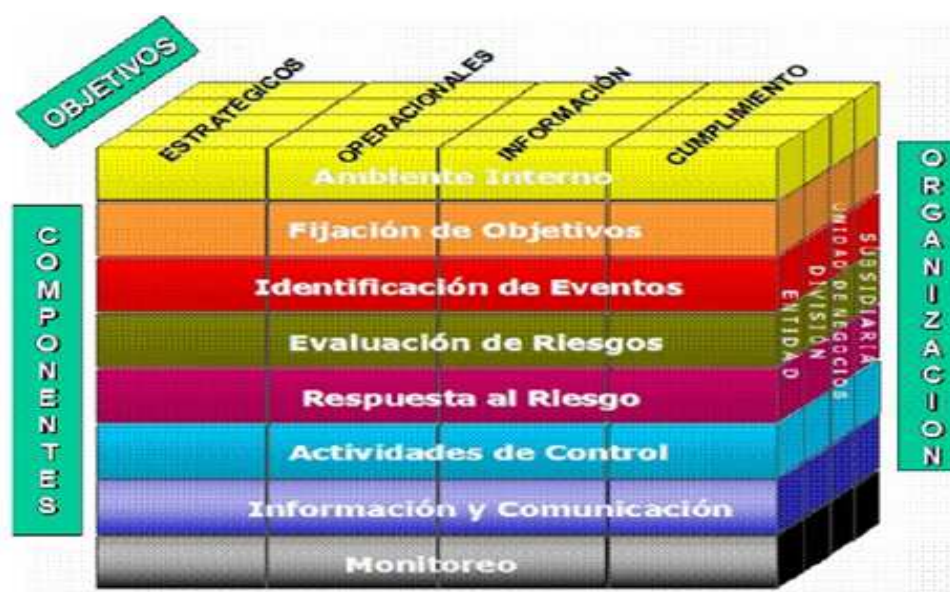 OBJETIVOS
ESTRATÉGICOS
OPERACIONALES
INFORMACIÓN
CUMPLIMIENTO
Ambiente Interno
Fijación de Objetivos
Identificación de Eventos
Evaluación de Riesgos
Respuesta al Riesgo
Actividades de Control
Información y Comunicación
Monitoreo
COMPONENTES
ENTIDAD
DIVISIÓN
UNIDAD DE NEGOCIOS
SUBSIDIARIA
ORGANIZACION